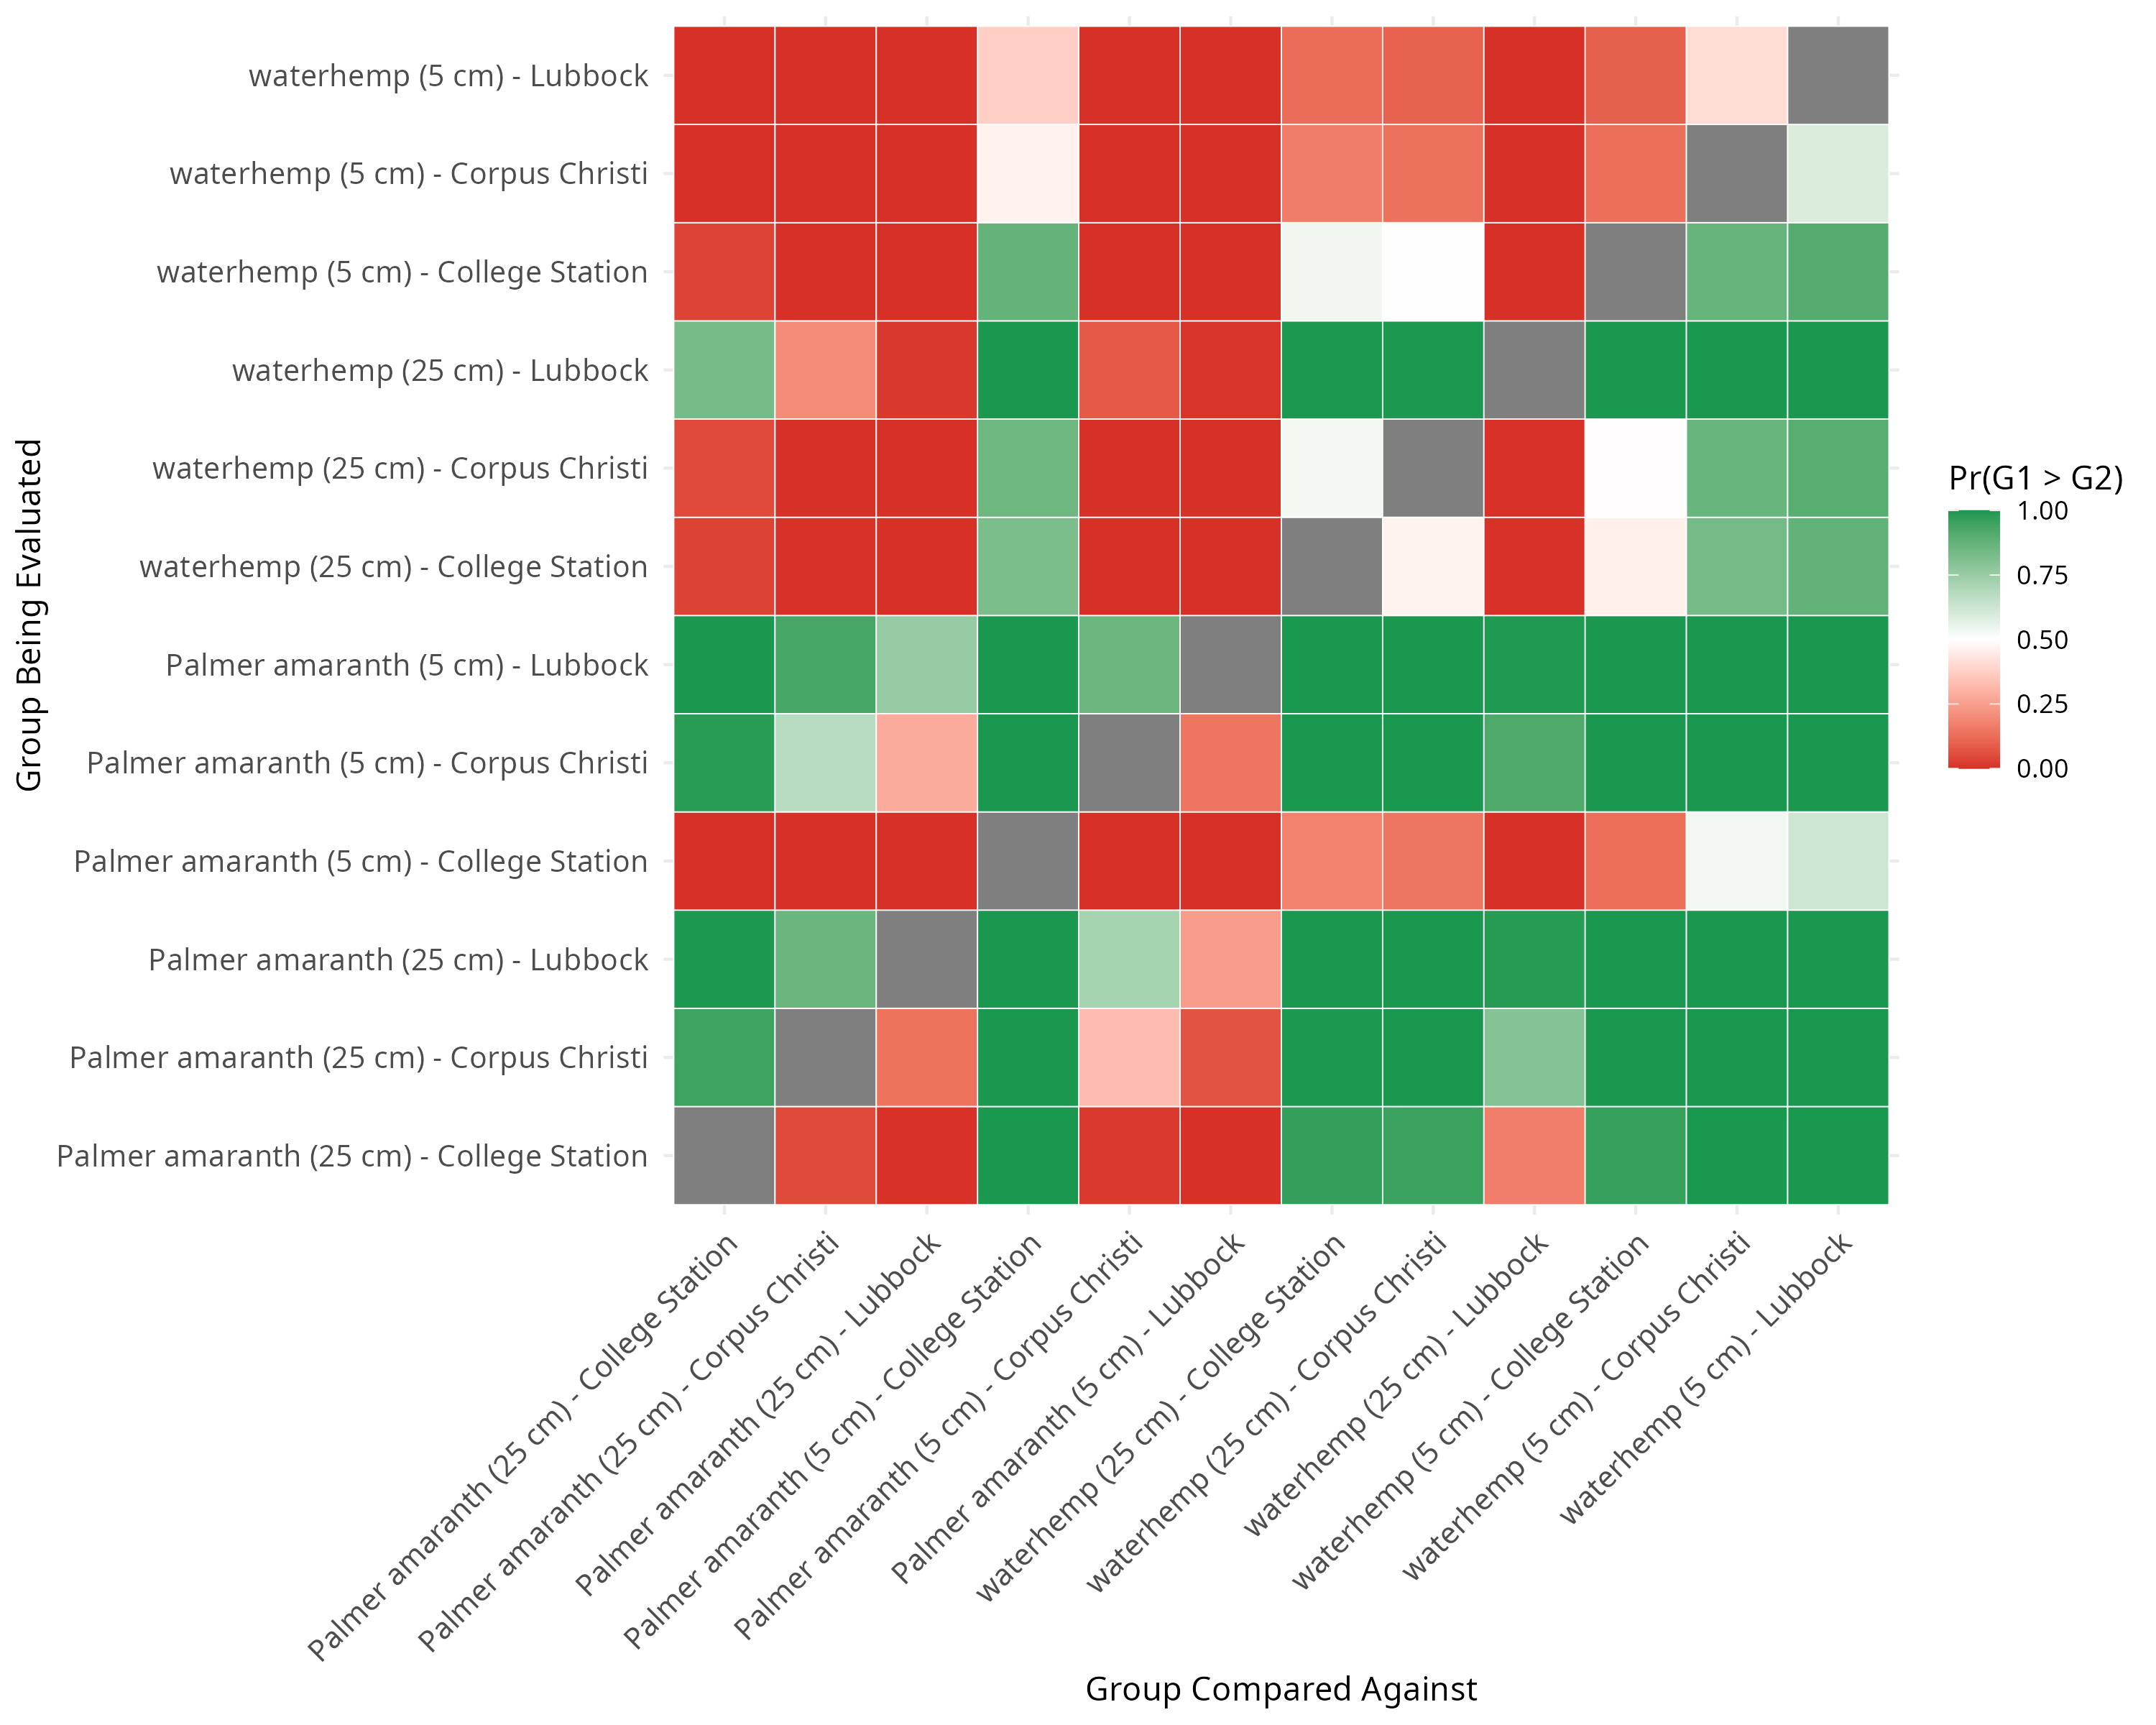 waterhemp (5 cm) - Lubbock
waterhemp (5 cm) - Corpus Christi
waterhemp (5 cm) - College Station
waterhemp (25 cm) - Lubbock
waterhemp (25 cm) - Corpus Christi
waterhemp (25 cm) - College Station
Palmer amaranth (5 cm) - Lubbock
Palmer amaranth (5 cm) - Corpus Christi
Palmer amaranth (5 cm) - College Station
Palmer amaranth (25 cm) - Lubbock
Palmer amaranth (25 cm) - Corpus Christi
Palmer amaranth (25 cm) - College Station
Group Being Evaluated
Palmer amaranth (25 cm) - College Station
Palmer amaranth (25 cm) - Corpus Christi
Palmer amaranth (25 cm) - Lubbock
Palmer amaranth (5 cm) - College Station
Palmer amaranth (5 cm) - Corpus Christi
Palmer amaranth (5 cm) - Lubbock
waterhemp (25 cm) - College Station
waterhemp (25 cm) - Corpus Christi
waterhemp (25 cm) - Lubbock
waterhemp (5 cm) - College Station
waterhemp (5 cm) - Corpus Christi
waterhemp (5 cm) - Lubbock
Group Compared Against
Pr(G1 > G2)
1.00
0.75
0.50
0.25
0.00